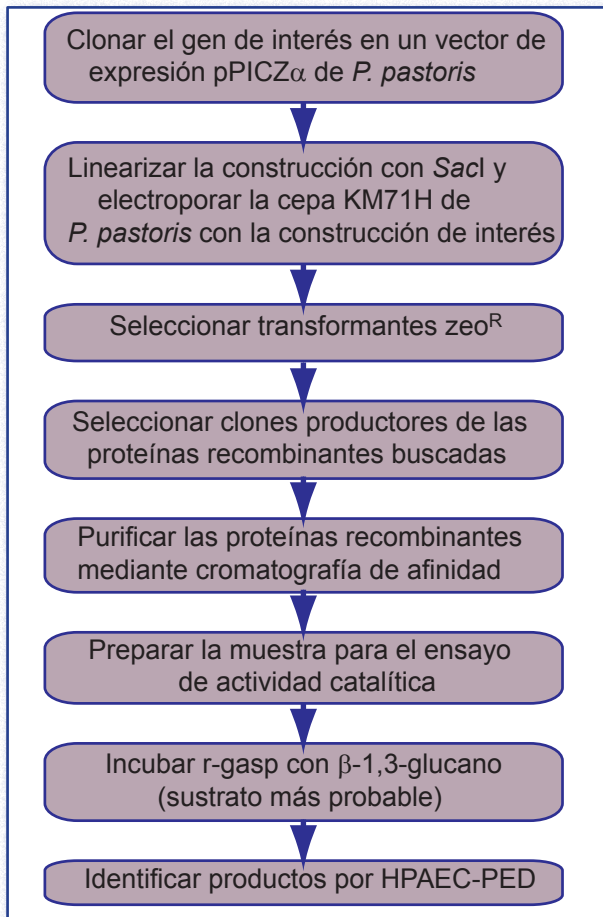 Clonar el gen de interés en un vector de
expresión pPICZα de P. pastoris
Linearizar la construcción con SacI y
electroporar la cepa KM71H de
P. pastoris con la construcción de interés
Seleccionar transformantes zeoᴿ
Seleccionar clones productores de las
proteínas recombinantes buscadas
Purificar las proteínas recombinantes
mediante cromatografía de afinidad
Preparar la muestra para el ensayo
de actividad catalítica
Incubar r-gasp con β-1,3-glucano
(sustrato más probable)
Identificar productos por HPAEC-PED